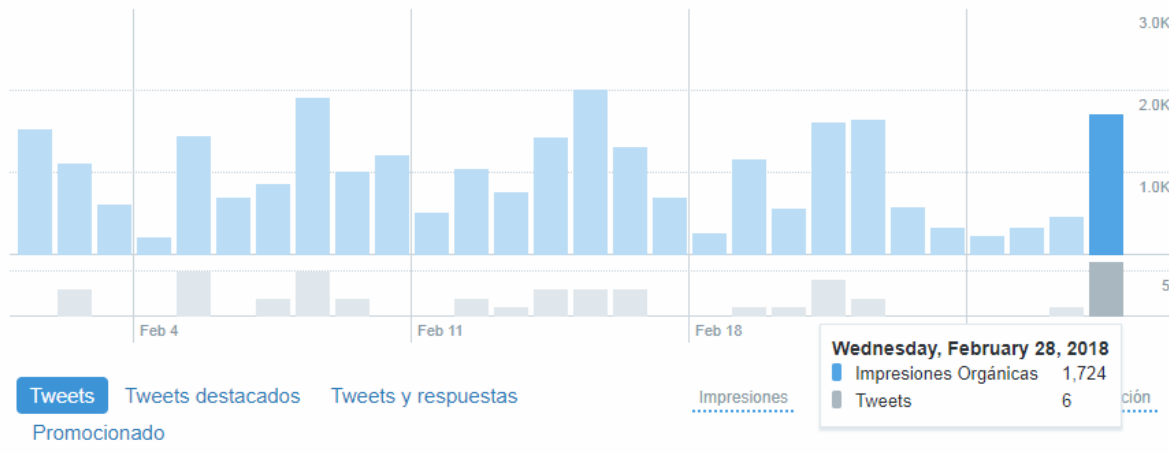 3.0K
2.0K
1.0K
5
Feb 4
Feb 11
Feb 18
Wednesday, February 28, 2018
Impresiones Orgánicas 1,724
Tweets 6
Tweets Tweets destacados Tweets y respuestas Impresiones
Promocionado